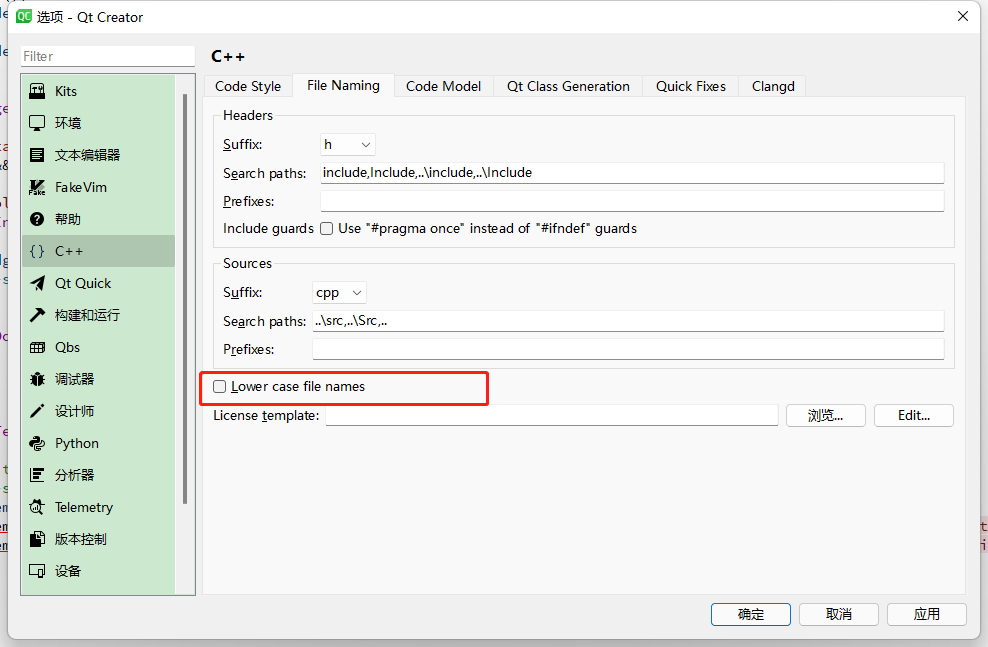 选项 - Qt Creator
Filter
Kits
环境
文本编辑器
FakeVim
帮助
C++
Qt Quick
构建和运行
Qbs
调试器
设计师
Python
分析器
Telemetry
版本控制
设备
C++
Code Style File Naming Code Model Qt Class Generation Quick Fixes Clangd
Headers
Suffix: h
Search paths: include,Include,..\include,..\Include
Prefixes:
Include guards Use "#pragma once" instead of "#ifndef" guards
Sources
Suffix: cpp
Search paths: ..\src,..\Src,..
Prefixes:
Lower case file names
License template: 浏览... Edit...
确定 取消 应用